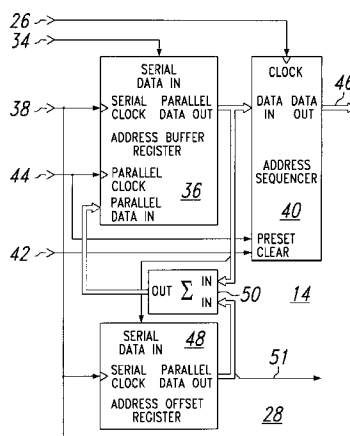 26
34
38
44
42
SERIAL
DATA IN
SERIAL PARALLEL
CLOCK DATA OUT
ADDRESS BUFFER
REGISTER
PARALLEL
CLOCK
36
PARALLEL
DATA IN
CLOCK
46
DATA DATA
IN OUT
ADDRESS
SEQUENCER
40
PRESET
CLEAR
OUT Σ IN
IN
50
14
SERIAL
DATA IN
48
SERIAL PARALLEL
CLOCK DATA OUT
ADDRESS OFFSET
REGISTER
51
28